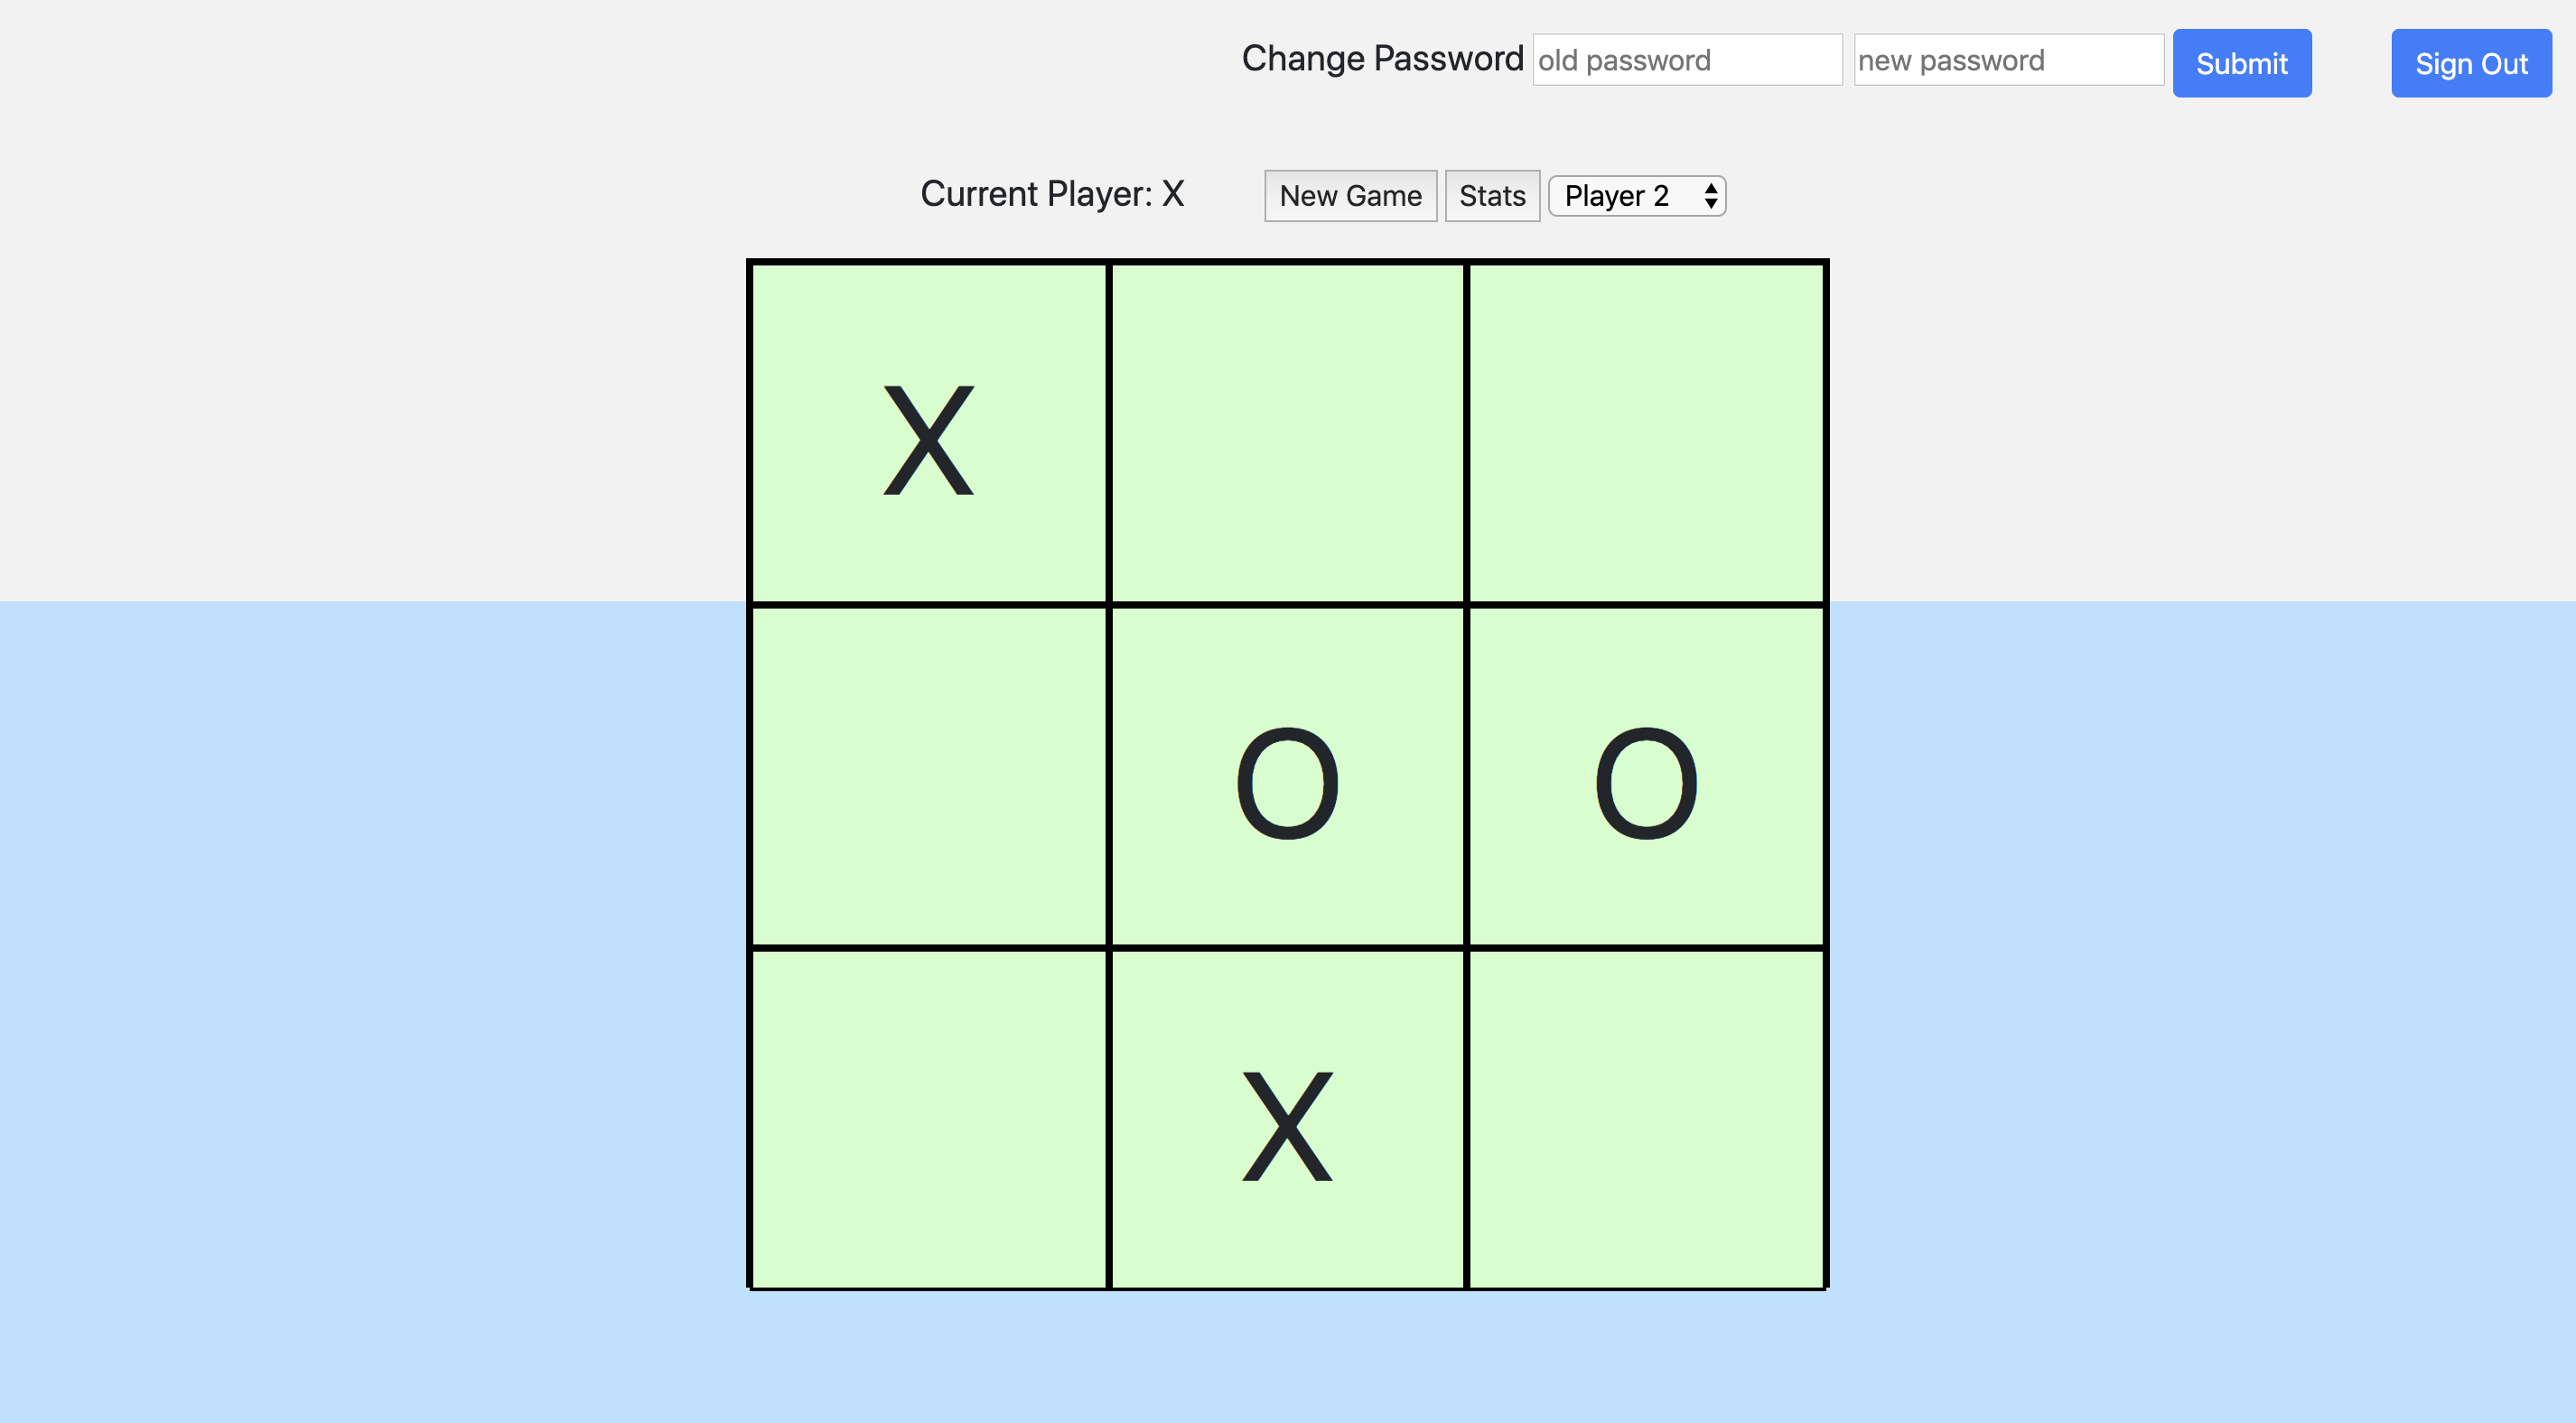 Change Password old password new password Submit Sign Out
Current Player: X New Game Stats Player 2
X
O O
X